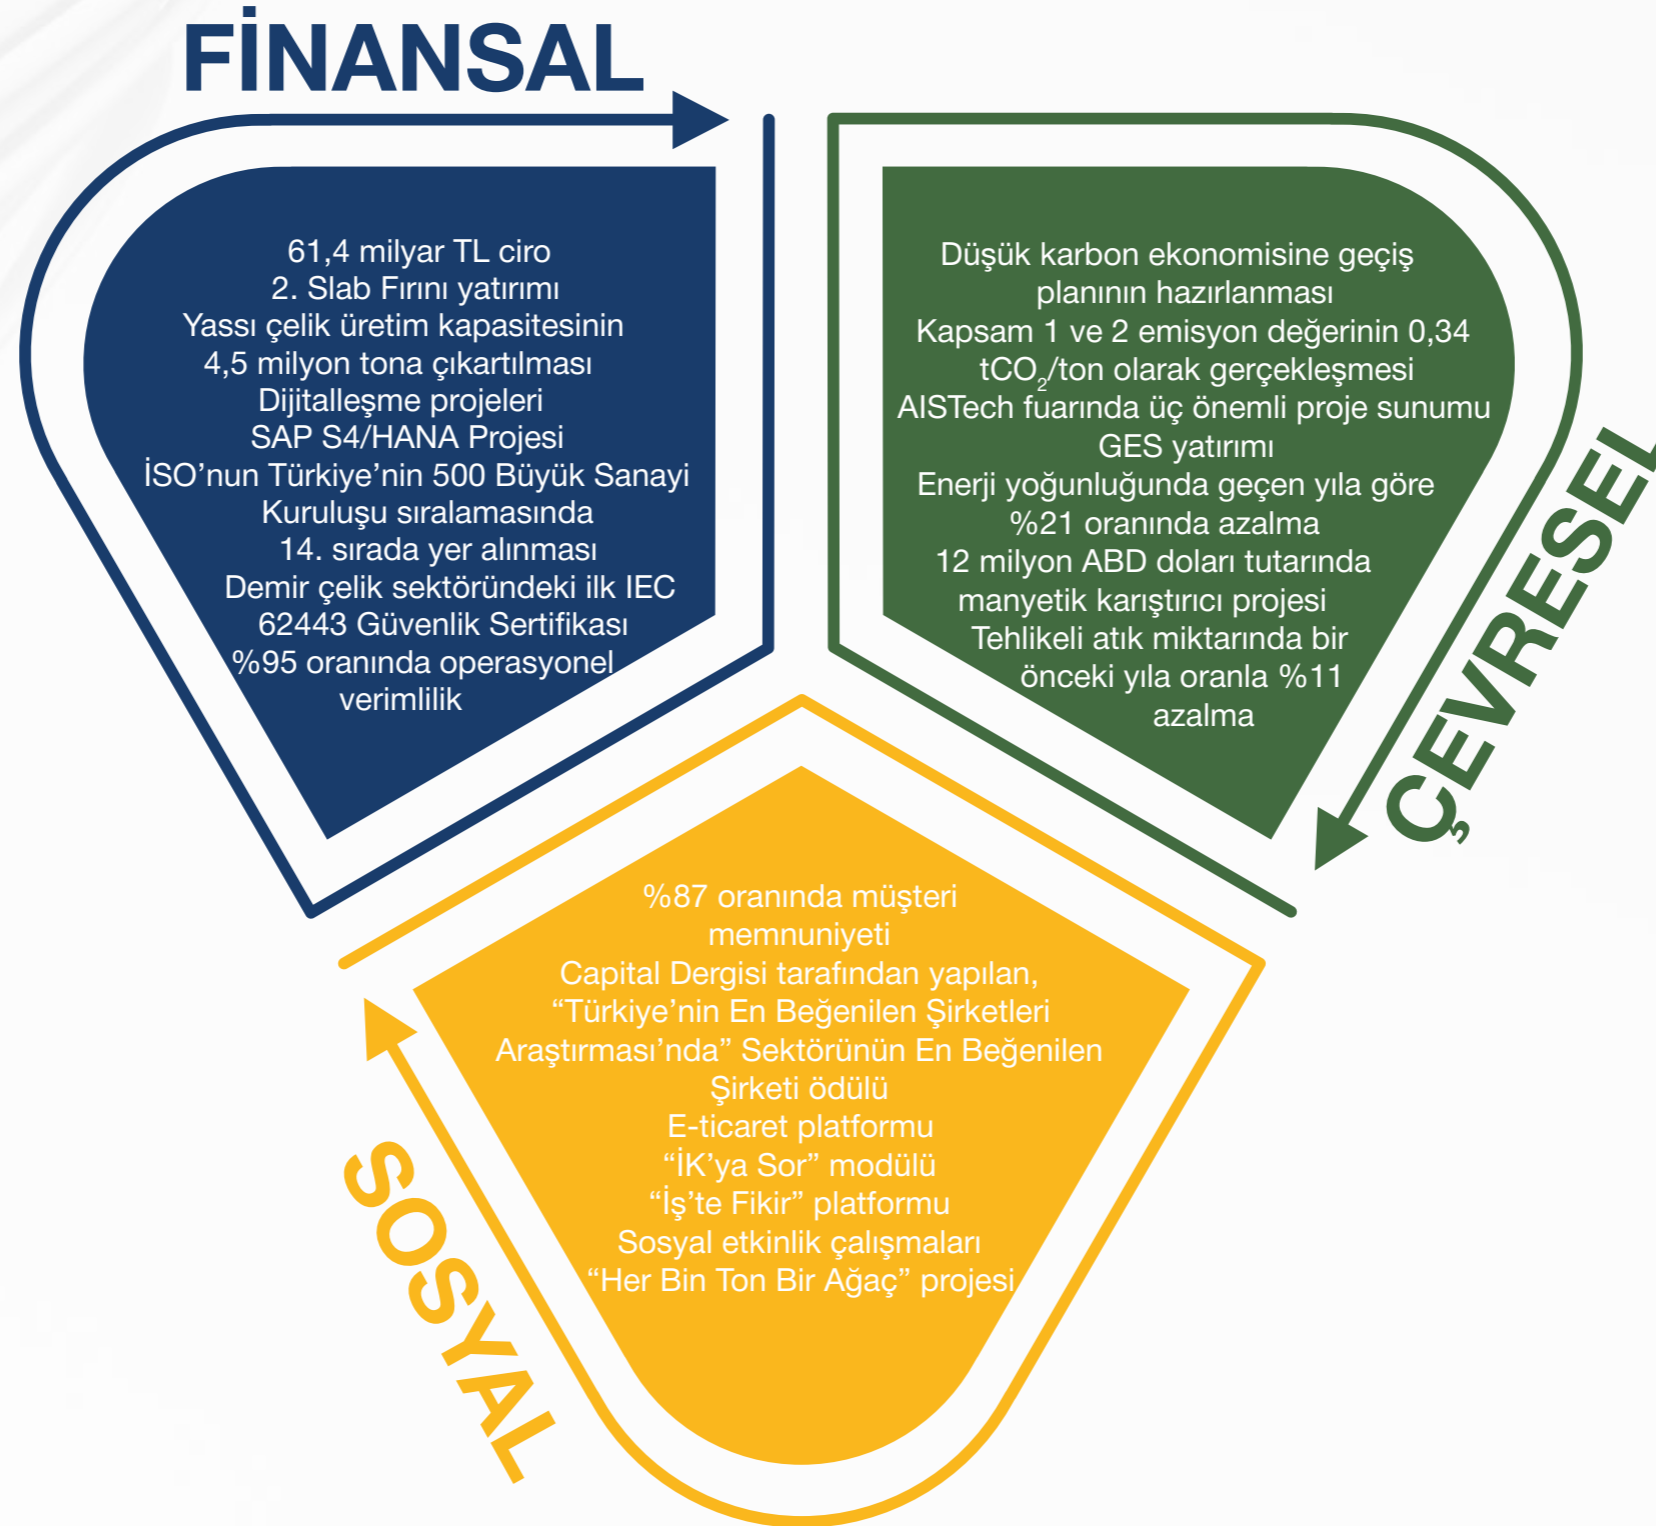 FİNANSAL
61,4 milyar TL ciro
2. Slab Fırını yatırımı
Yassı çelik üretim kapasitesinin
4,5 milyon tona çıkartılması
Dijitalleşme projeleri
SAP S4/HANA Projesi
İSO’nun Türkiye’nin 500 Büyük Sanayi
Kuruluşu sıralamasında
14. sırada yer alınması
Demir çelik sektöründeki ilk IEC
62443 Güvenlik Sertifikası
%95 oranında operasyonel
verimlilik
ÇEVRESEL
Düşük karbon ekonomisine geçiş
planının hazırlanması
Kapsam 1 ve 2 emisyon değerinin 0,34
tCO₂/ton olarak gerçekleşmesi
AISTech fuarında üç önemli proje sunumu
GES yatırımı
Enerji yoğunluğunda geçen yıla göre
%21 oranında azalma
12 milyon ABD doları tutarında
manyetik karıştırıcı projesi
Tehlikeli atık miktarında bir
önceki yıla oranla %11
azalma
SOSYAL
%87 oranında müşteri
memnuniyeti
Capital Dergisi tarafından yapılan,
“Türkiye’nin En Beğenilen Şirketleri
Araştırması’nda” Sektörünün En Beğenilen
Şirketi ödülü
E-ticaret platformu
“İK’ya Sor” modülü
“İş’te Fikir” platformu
Sosyal etkinlik çalışmaları
“Her Bin Ton Bir Ağaç” projesi